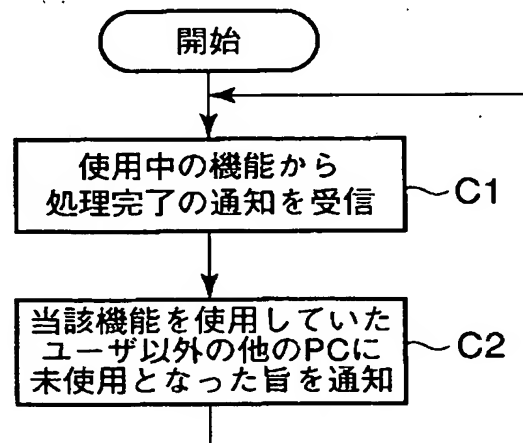 開始
使用中の機能から
処理完了の通知を受信
C1
当該機能を使用していた
ユーザ以外の他のPCに
未使用となった旨を通知
C2